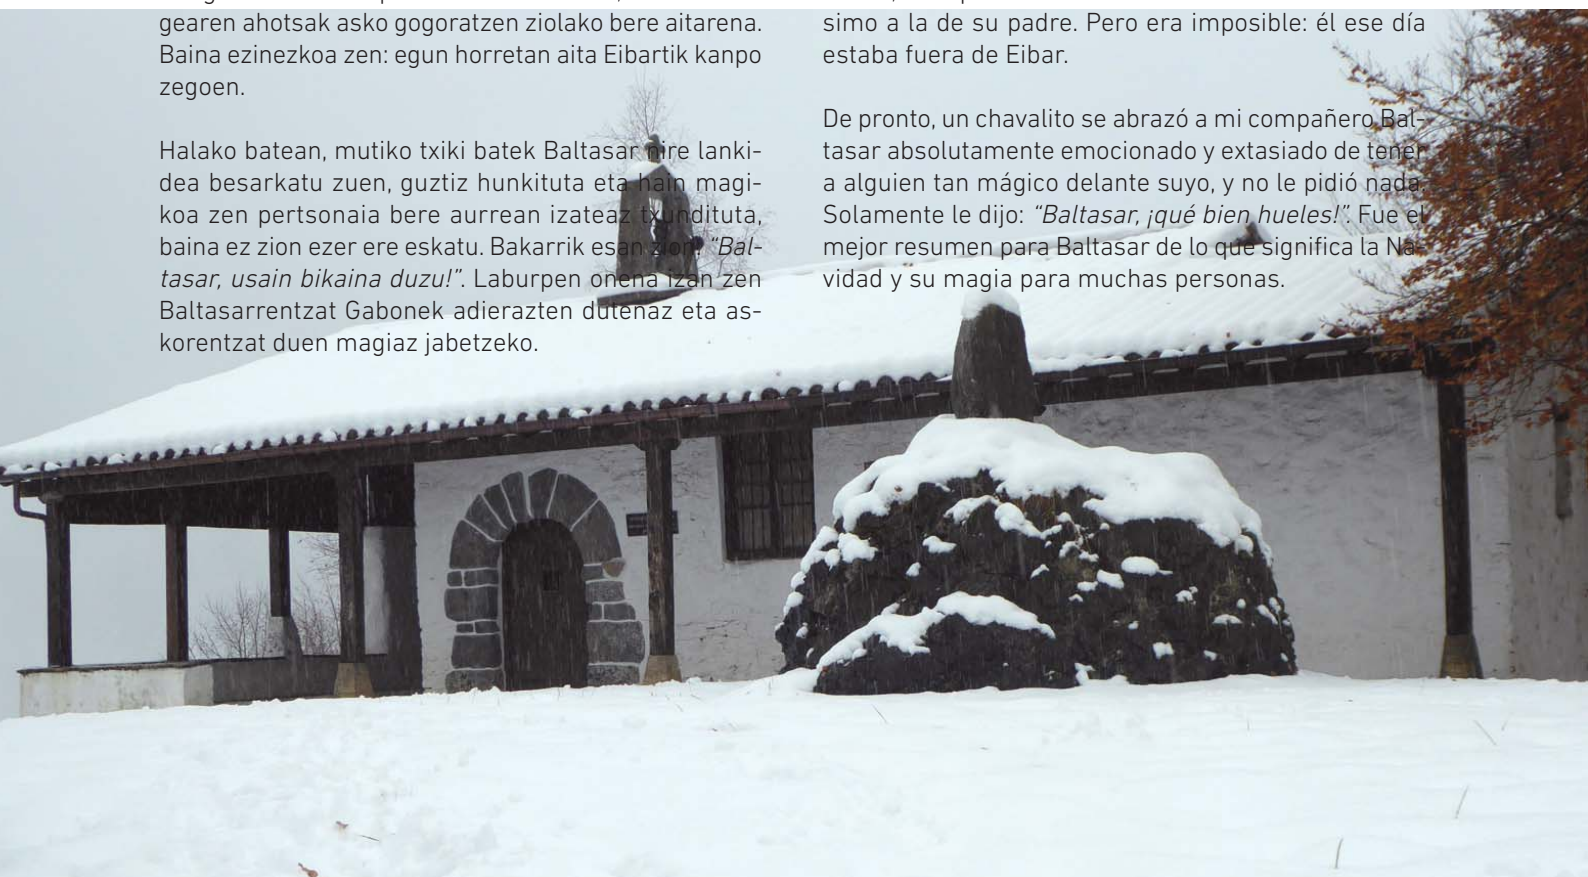 gearen ahotsak asko gogoratzen ziolako bere aitarena.
Baina ezinezkoa zen: egun horretan aita Eibartik kanpo
zegoen.
Halako batean, mutiko txiki batek Baltasar nire lanki-
dea besarkatu zuen, guztiz hunkituta eta hain magi-
koa zen pertsonaia bere aurrean izateaz txundituta,
baina ez zion ezer ere eskatu. Bakarrik esan zion: “Bal-
tasar, usain bikaina duzu!”. Laburpen onena izan zen
Baltasarrentzat Gabonek adierazten dutenaz eta as-
korentzat duen magiaz jabetzeko.
simo a la de su padre. Pero era imposible: él ese día
estaba fuera de Eibar.
De pronto, un chavalito se abrazó a mi compañero Bal-
tasar absolutamente emocionado y extasiado de tener
a alguien tan mágico delante suyo, y no le pidió nada.
Solamente le dijo: “Baltasar, ¡qué bien hueles!”. Fue el
mejor resumen para Baltasar de lo que significa la Na-
vidad y su magia para muchas personas.